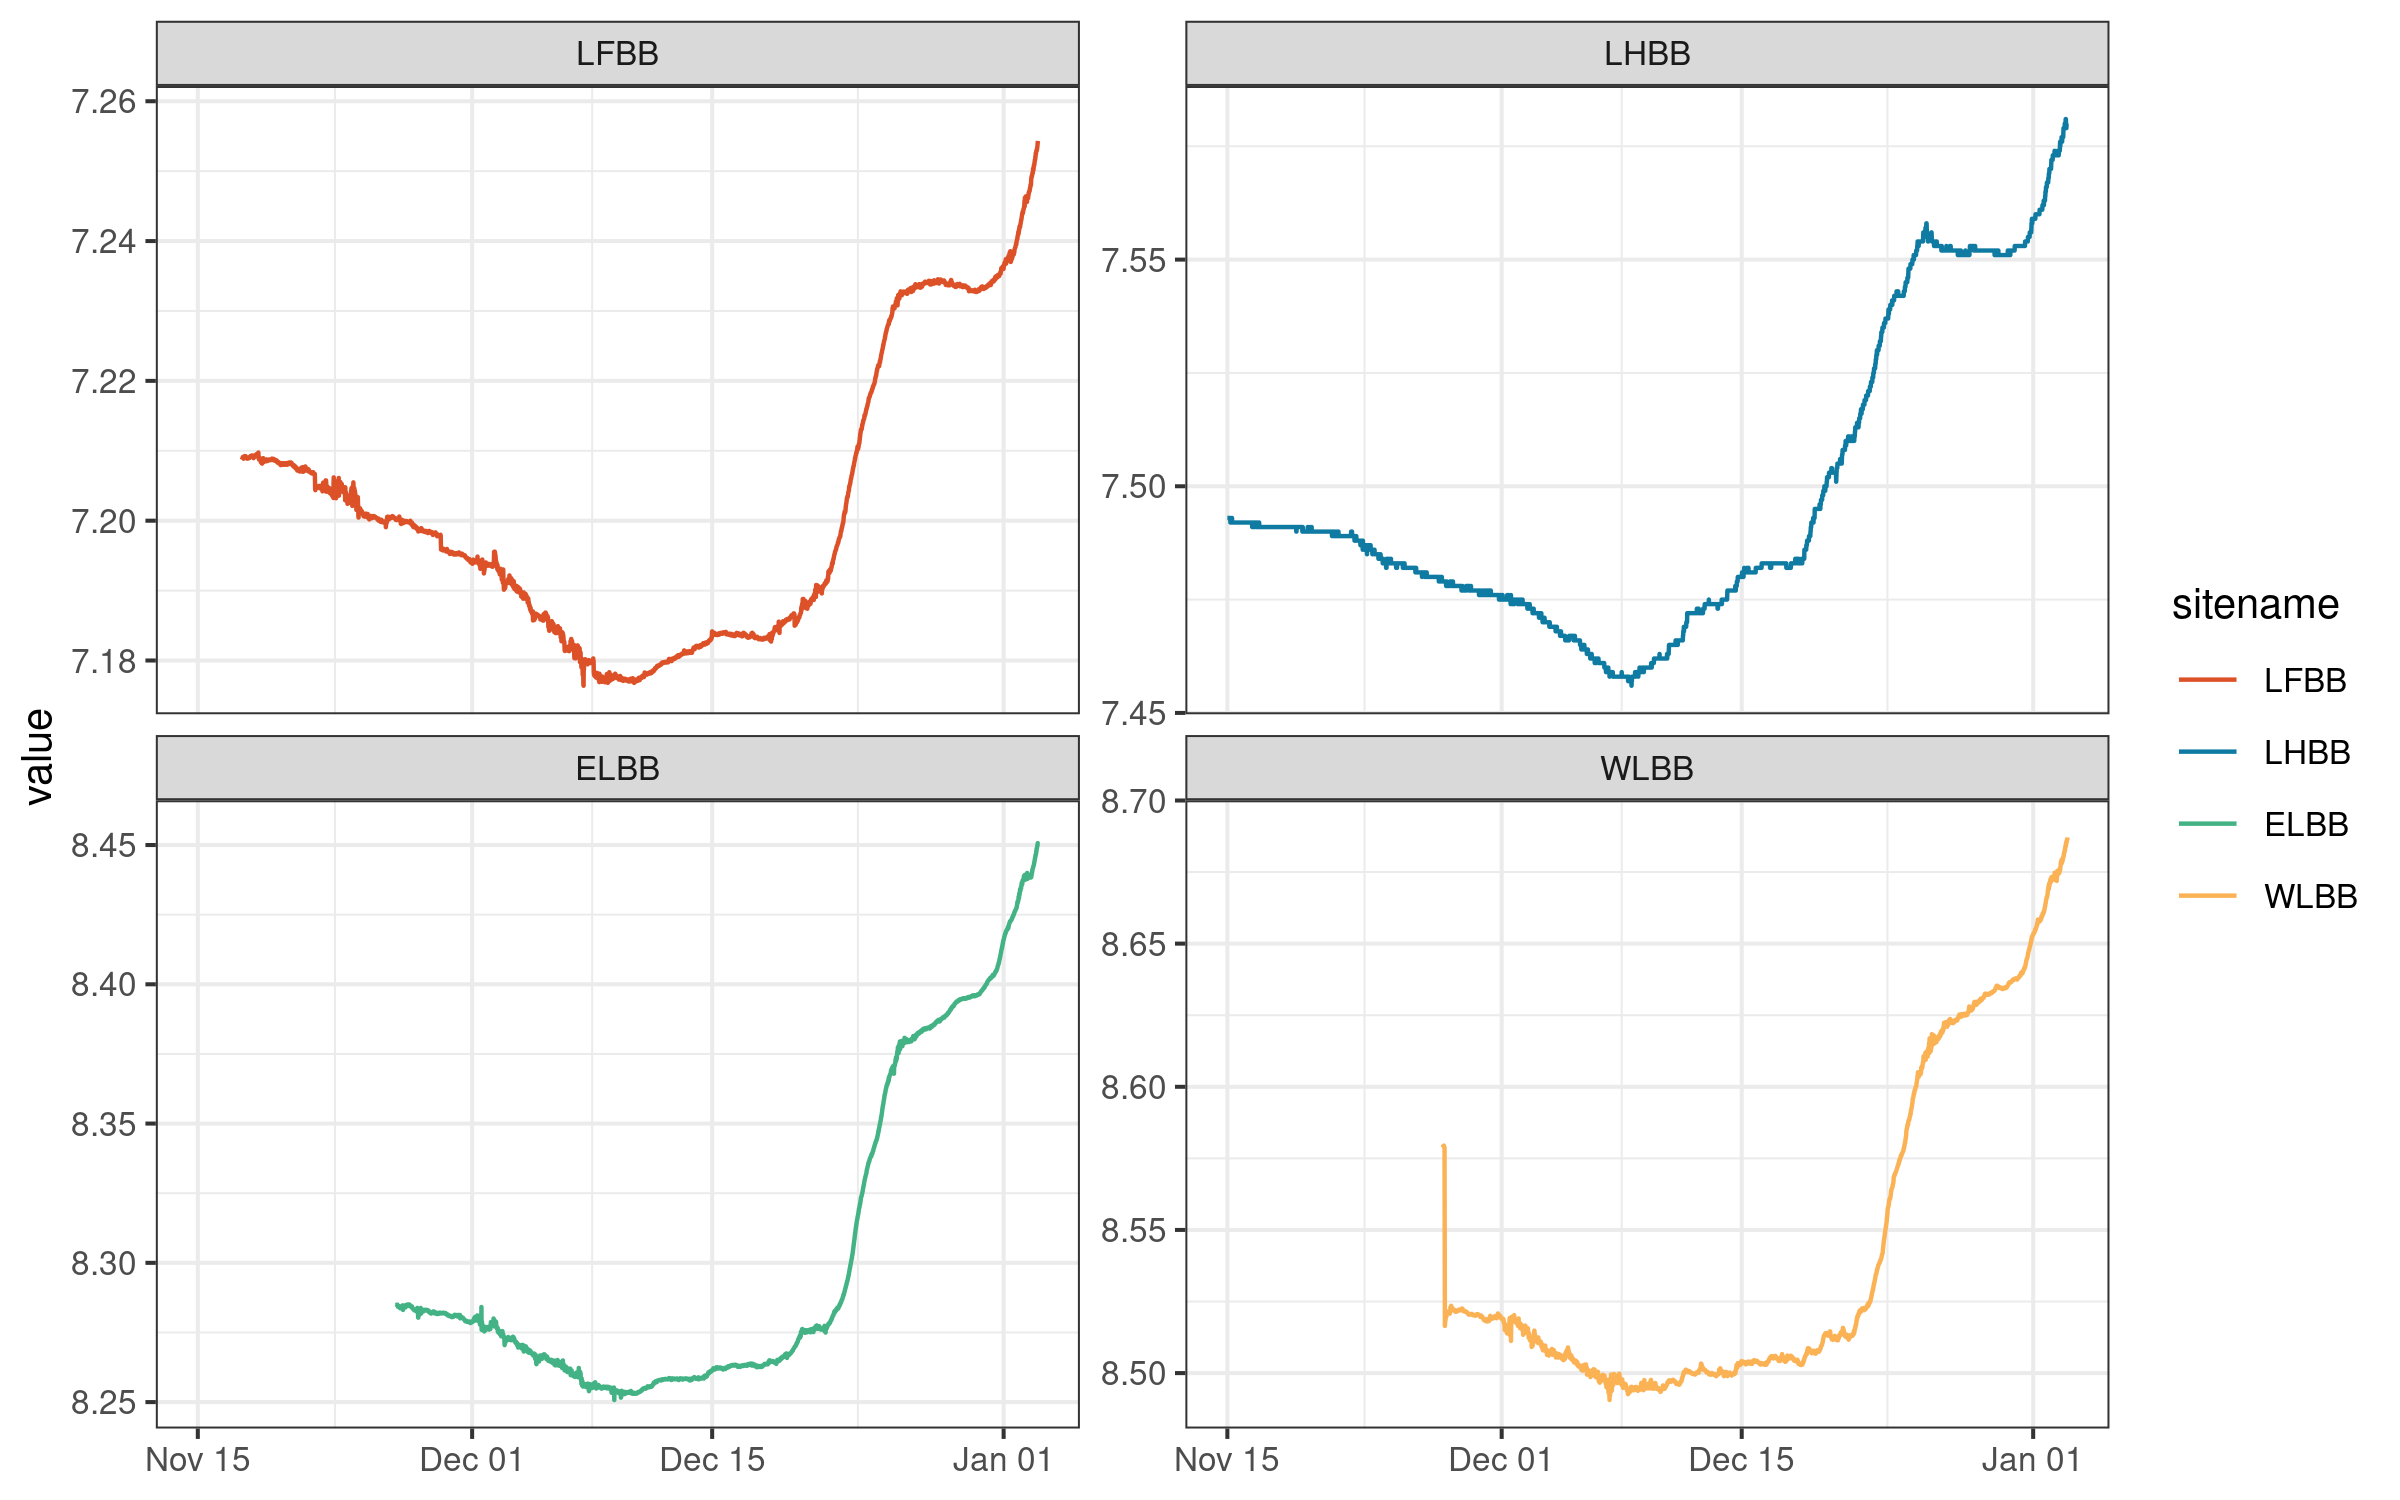 LFBB
LHBB
7.26
7.24
7.22
7.20
7.18
7.55
7.50
7.45
value
ELBB
WLBB
8.45
8.40
8.35
8.30
8.25
8.70
8.65
8.60
8.55
8.50
Nov 15
Dec 01
Dec 15
Jan 01
Nov 15
Dec 01
Dec 15
Jan 01
sitename
LFBB
LHBB
ELBB
WLBB